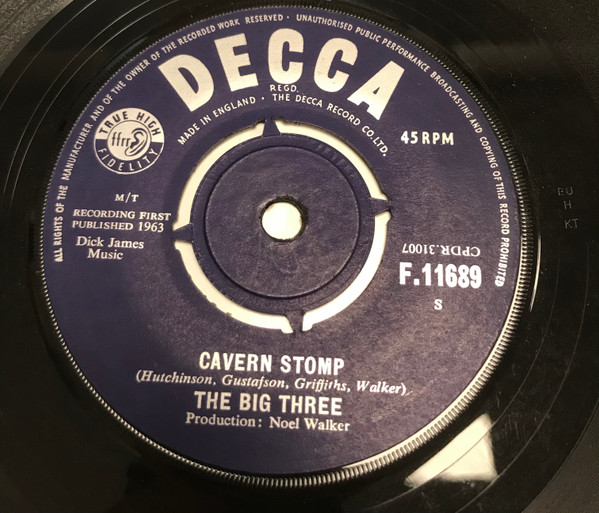 ALL RIGHTS OF THE MANUFACTURER AND OF THE OWNER OF THE RECORDED WORK RESERVED · UNAUTHORISED PUBLIC PERFORMANCE BROADCASTING AND COPYING OF THIS RECORD PROHIBITED
DECCA
REGD.
MADE IN ENGLAND · THE DECCA RECORD CO. LTD.
TRUE HIGH
ffrr
FIDELITY
45 RPM
M/T
RECORDING FIRST
PUBLISHED 1963
Dick James
Music
CPDR.31007
F.11689
S
CAVERN STOMP
(Hutchinson, Gustafson, Griffiths, Walker)
THE BIG THREE
Production: Noel Walker
H
KT